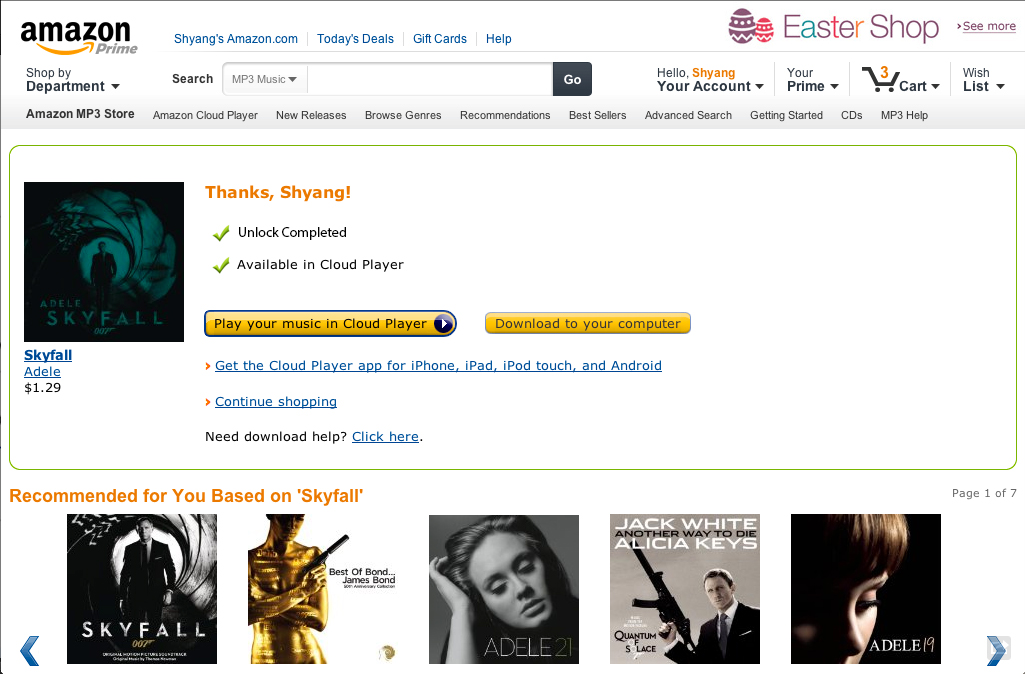 amazon
Prime
Shyang's Amazon.com
Today's Deals
Gift Cards
Help
Easter Shop
See more
Shop by
Department
Search
MP3 Music
Go
Hello, Shyang
Your Account
Your
Prime
3
Cart
Wish
List
Amazon MP3 Store
Amazon Cloud Player
New Releases
Browse Genres
Recommendations
Best Sellers
Advanced Search
Getting Started
CDs
MP3 Help
ADELE
SKYFALL
007
Skyfall
Adele
$1.29
Thanks, Shyang!
Unlock Completed
Available in Cloud Player
Play your music in Cloud Player
Download to your computer
Get the Cloud Player app for iPhone, iPad, iPod touch, and Android
Continue shopping
Need download help? Click here.
Recommended for You Based on 'Skyfall'
Page 1 of 7
SKYFALL
007
ORIGINAL MOTION PICTURE SOUNDTRACK
Original Music by Thomas Newman
Best Of Bond...
James Bond
50th Anniversary Collection
ADELE 21
JACK WHITE
ANOTHER WAY TO DIE
ALICIA KEYS
QUANTUM
OF
SOLACE
ADELE 19